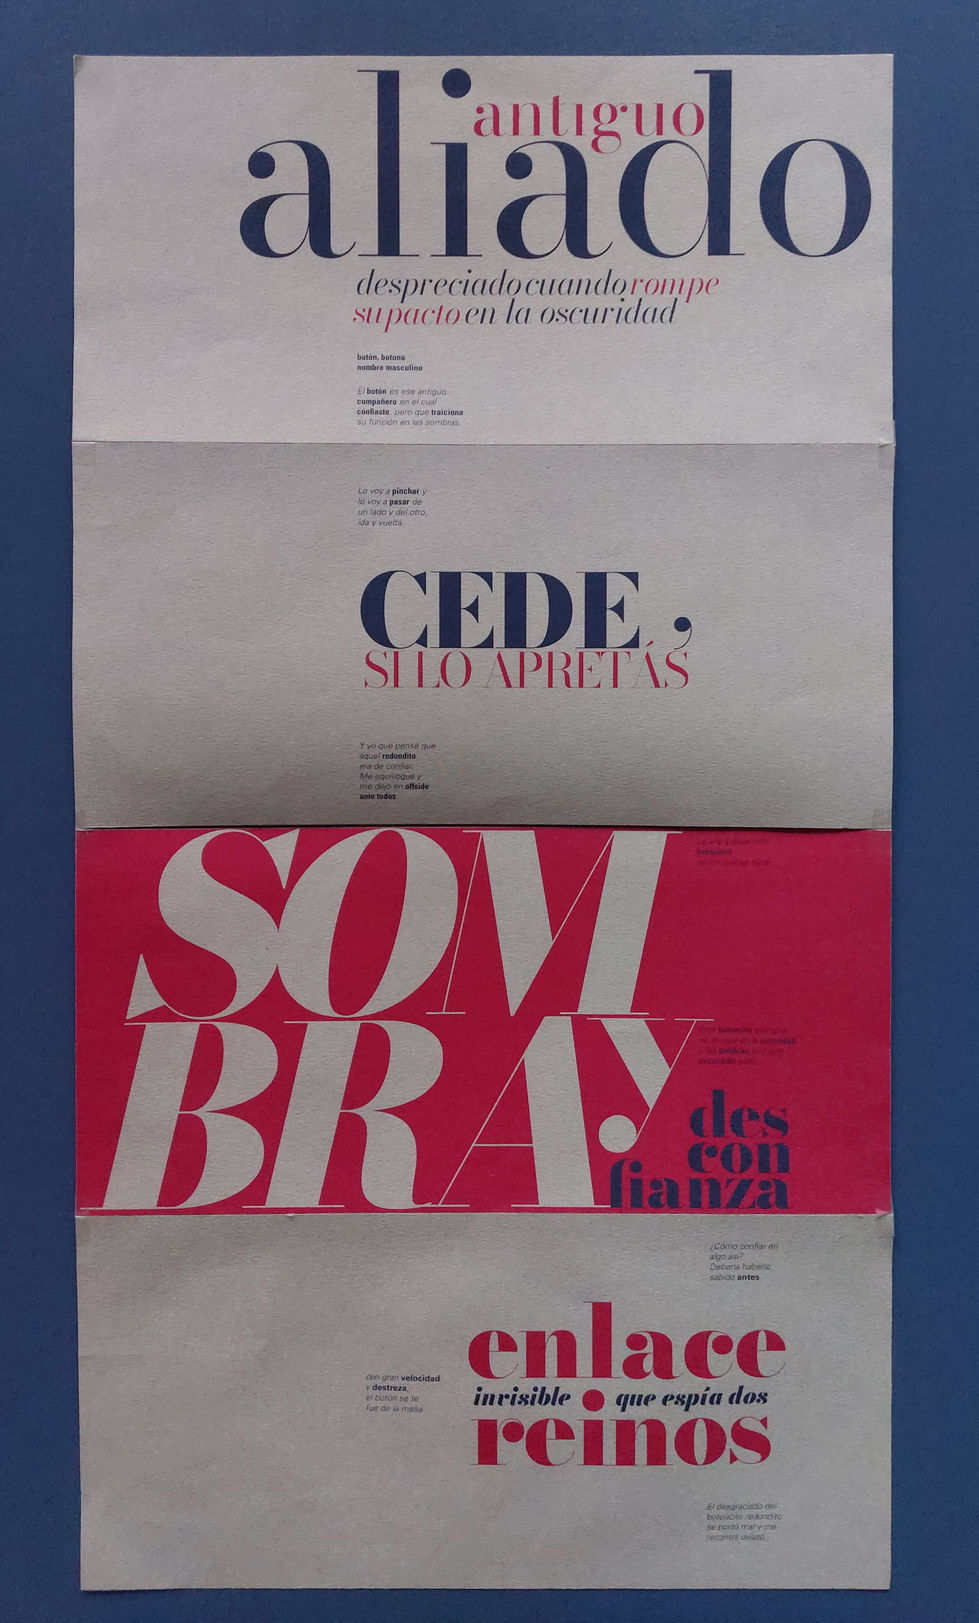 antiguo
aliado
despreciado cuando rompe
su pacto en la oscuridad
botón, botona
nombre masculino
El botón es ese antiguo
compañero en el cual
confiaste, pero que traiciona
su función en las sombras.
Lo voy a pinchar y
lo voy a pasar de
un lado y del otro,
ida y vuelta.
CEDE,
SI LO APRETÁS
Y yo que pensé que
aquel redondito
era de confiar.
Me equivoqué y
me dejó en offside
ante todos.
SOM
BRA y
des
con
fianza
¿Cómo confiar en
algo así?
Debería haberlo
sabido antes
enlace
invisible que espía dos
reinos
con gran velocidad
y destreza,
el botón se te
fue de la maña
El desgraciado del
botoncito redondito
se portó mal y me
recontra delató.